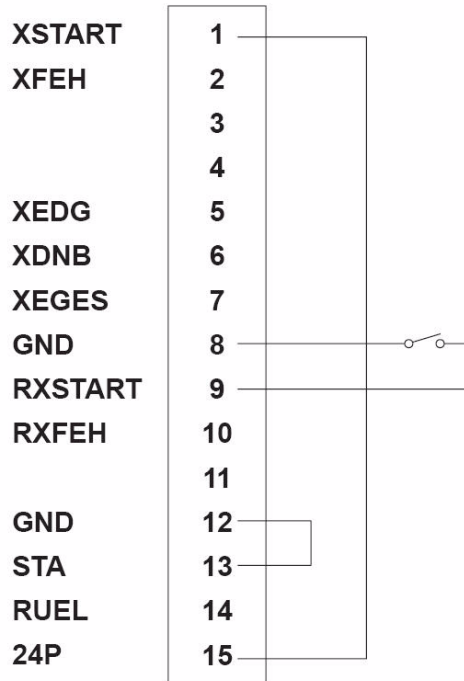 XSTART 1
XFEH 2
3
4
XEDG 5
XDNB 6
XEGES 7
GND 8
RXSTART 9
RXFEH 10
11
GND 12
STA 13
RUEL 14
24P 15